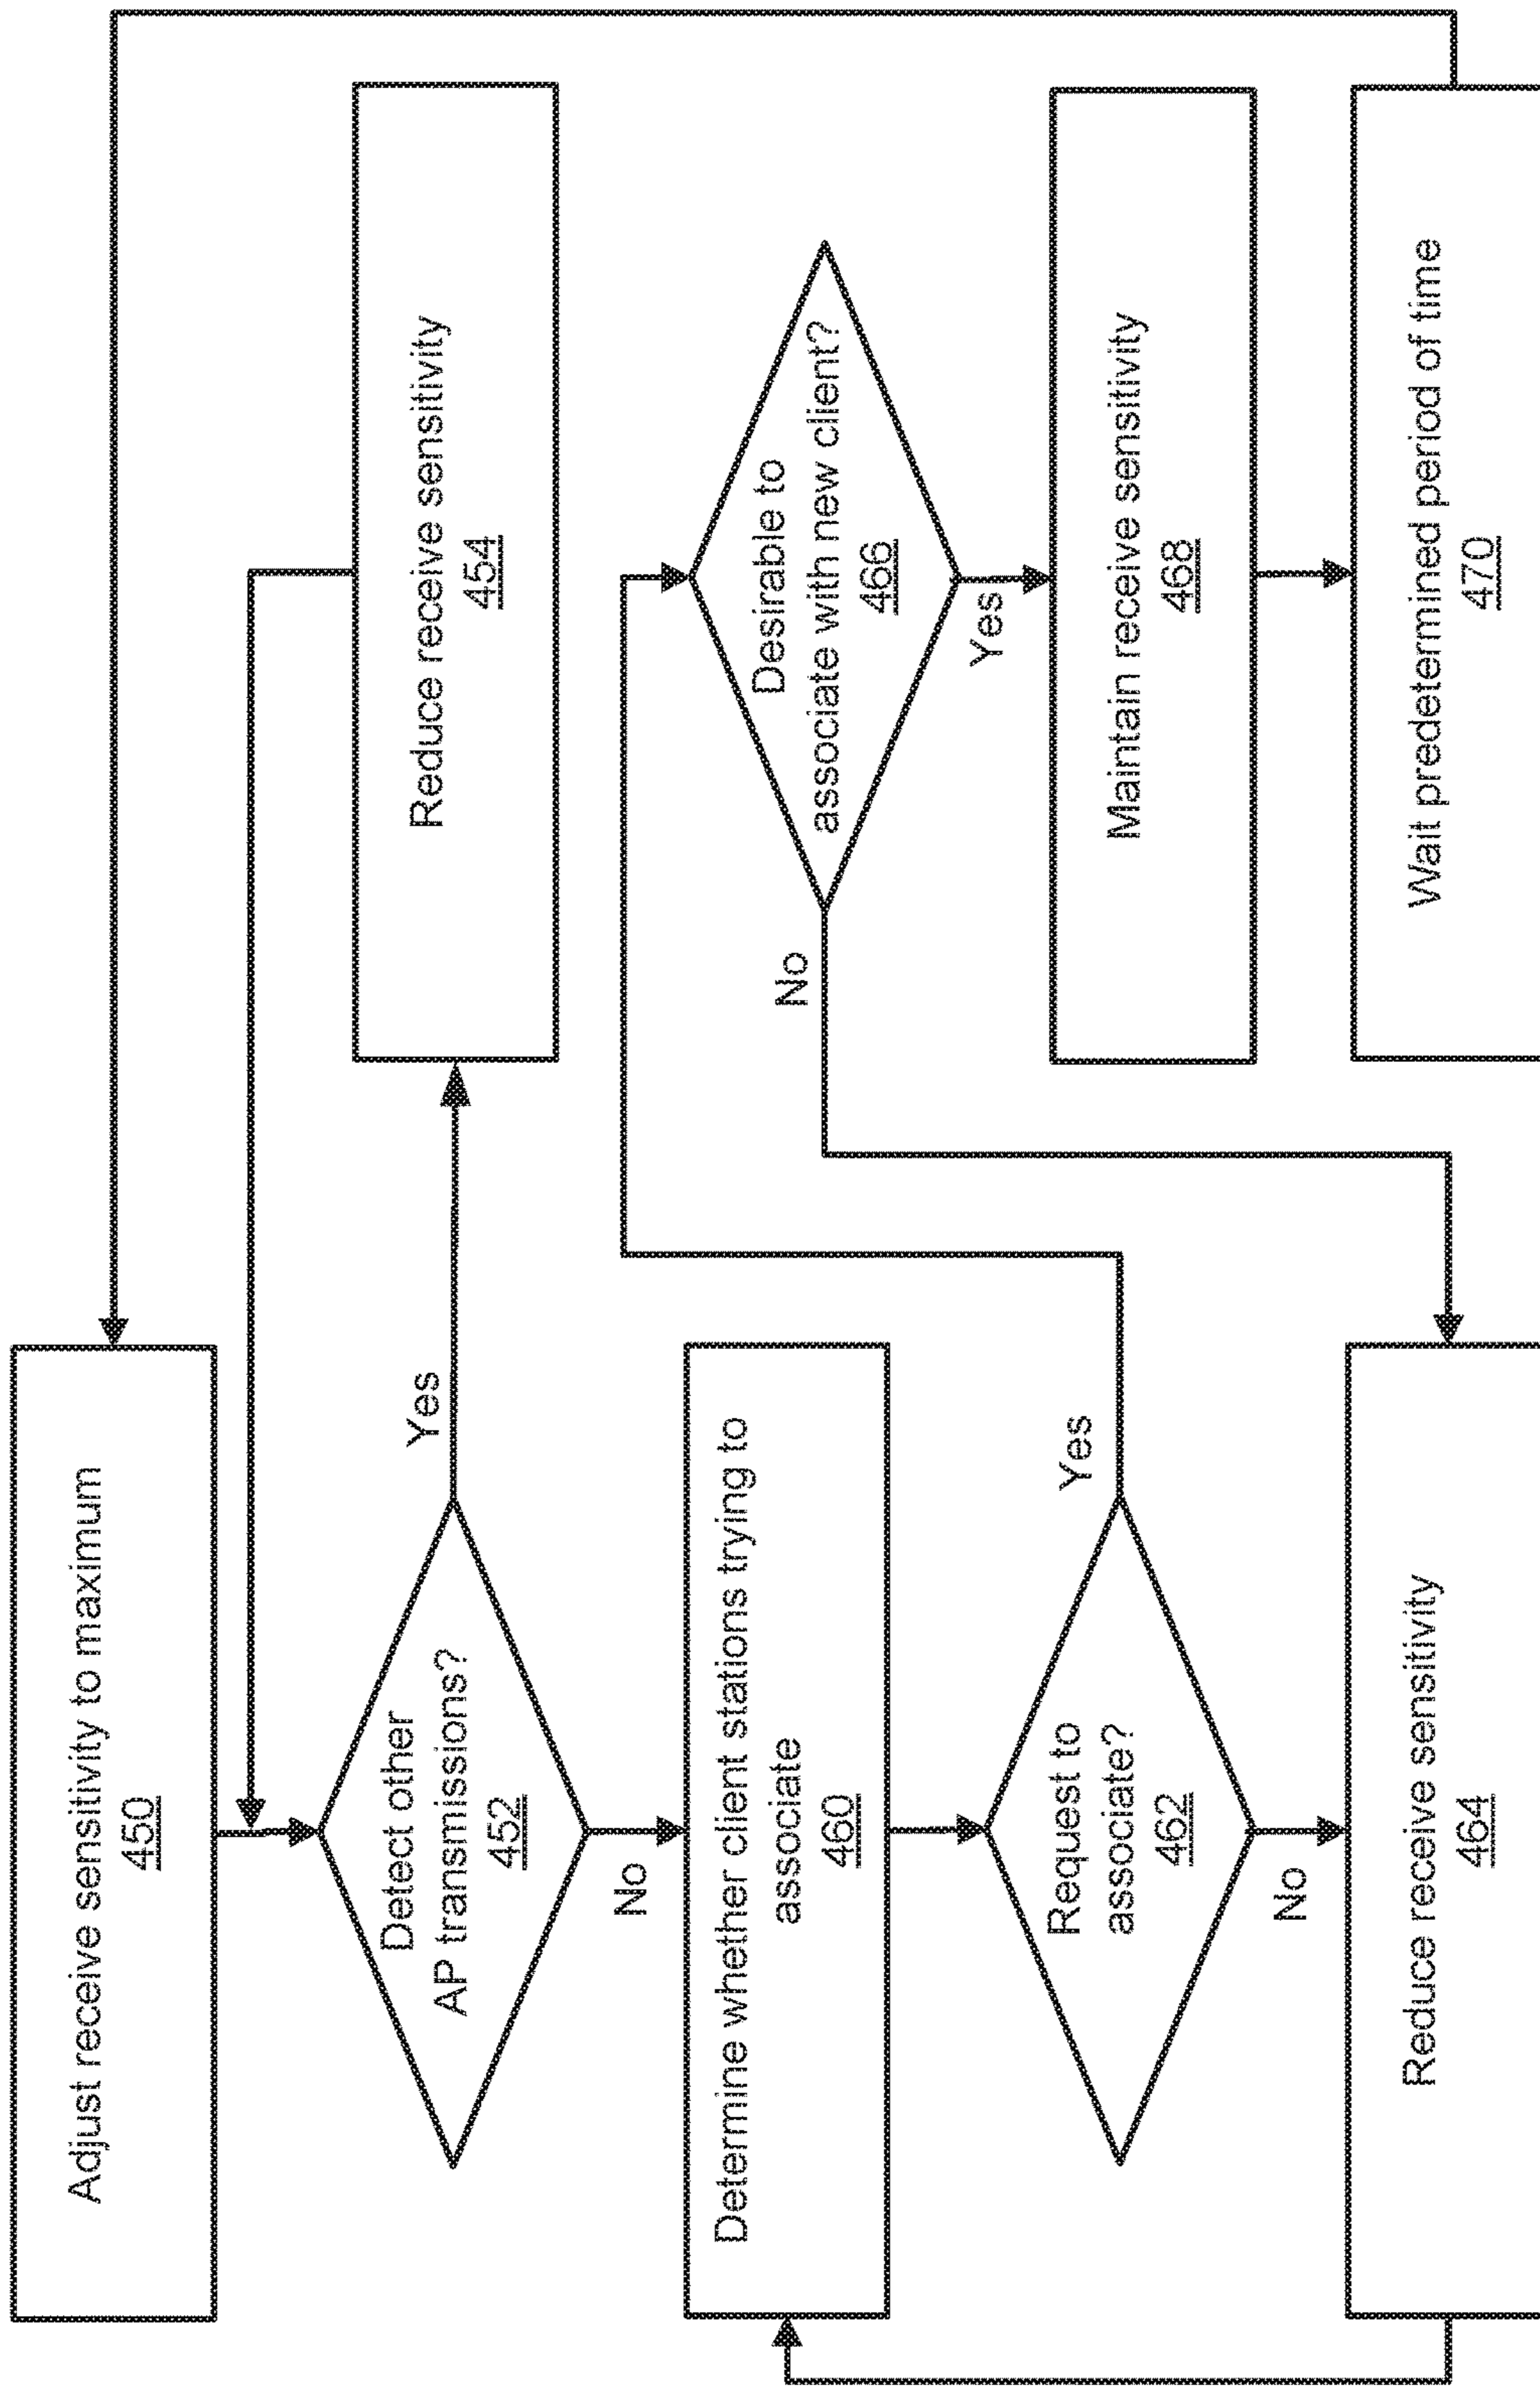 Adjust receive sensitivity to maximum
450
Detect other
AP transmissions?
452
Yes
No
Reduce receive sensitivity
454
Determine whether client stations trying to
associate
460
Request to
associate?
462
Yes
No
Reduce receive sensitivity
464
Desirable to
associate with new client?
466
No
Yes
Maintain receive sensitivity
468
Wait predetermined period of time
470